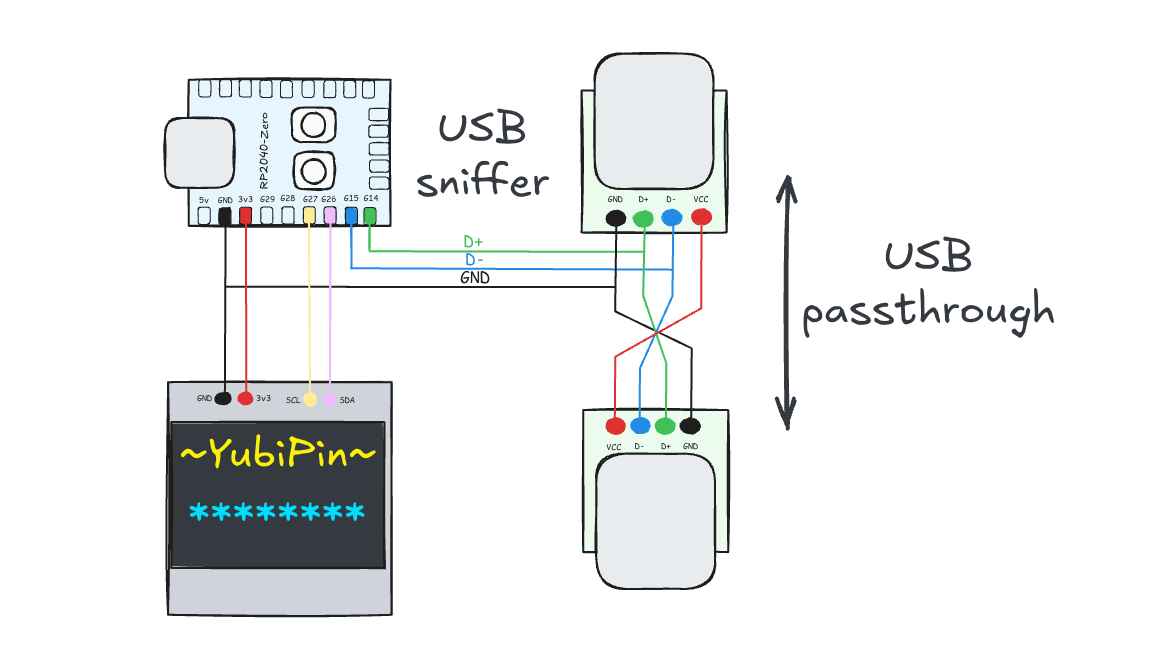 RP2040-Zero
5v GND 3v3 G29 G28 G27 G26 G15 G14
USB
sniffer
GND D+ D- VCC
D+
D-
GND
USB
passthrough
GND 3v3 SCL SDA
~YubiPin~
********
VCC D- D+ GND